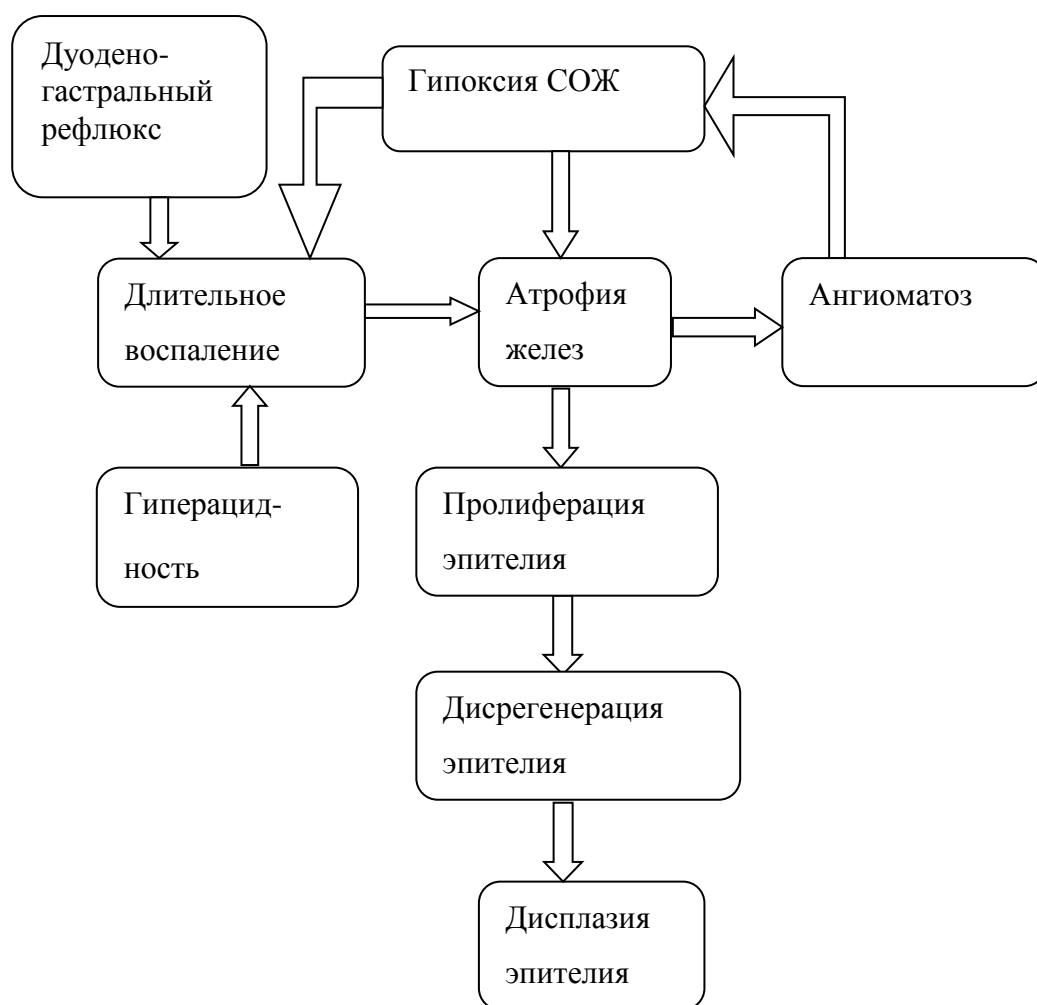 Дуодено-
гастральный
рефлюкс
Гипоксия СОЖ
Длительное
воспаление
Атрофия
желез
Ангиоматоз
Гиперацид-
ность
Пролиферация
эпителия
Дисрегенерация
эпителия
Дисплазия
эпителия